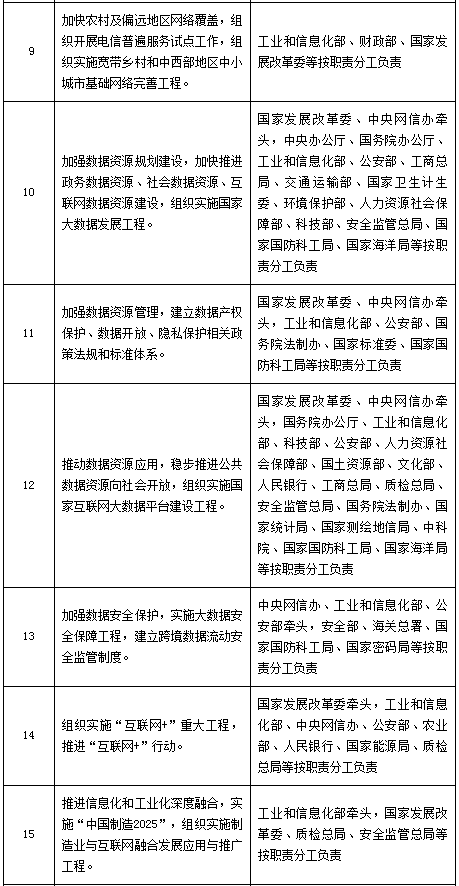 9
加快农村及偏远地区网络覆盖，组
织开展电信普遍服务试点工作，组
织实施宽带乡村和中西部地区中小
城市基础网络完善工程。
工业和信息化部、财政部、国家发
展改革委等按职责分工负责
10
加强数据资源规划建设，加快推进
政务数据资源、社会数据资源、互
联网数据资源建设，组织实施国家
大数据发展工程。
国家发展改革委、中央网信办牵
头，中央办公厅、国务院办公厅、
工业和信息化部、公安部、工商总
局、交通运输部、国家卫生计生
委、环境保护部、人力资源社会保
障部、科技部、安全监管总局、国
家国防科工局、国家海洋局等按职
责分工负责
11
加强数据资源管理，建立数据产权
保护、数据开放、隐私保护相关政
策法规和标准体系。
国家发展改革委、中央网信办牵
头，工业和信息化部、公安部、国
务院法制办、国家标准委、国家国
防科工局等按职责分工负责
12
推动数据资源应用，稳步推进公共
数据资源向社会开放，组织实施国
家互联网大数据平台建设工程。
国家发展改革委、中央网信办牵
头，国务院办公厅、工业和信息化
部、科技部、公安部、人力资源社
会保障部、国土资源部、文化部、
人民银行、工商总局、质检总局、
安全监管总局、国务院法制办、国
家统计局、国家测绘地信局、中科
院、国家国防科工局、国家海洋局
等按职责分工负责
13
加强数据安全保护，实施大数据安
全保障工程，建立跨境数据流动安
全监管制度。
中央网信办、工业和信息化部、公
安部牵头，安全部、海关总署、国
家国防科工局、国家密码局等按职
责分工负责
14
组织实施“互联网+”重大工程，
推进“互联网+”行动。
国家发展改革委牵头，工业和信息
化部、中央网信办、公安部、农业
部、人民银行、国家能源局、质检
总局等按职责分工负责
15
推进信息化和工业化深度融合，实
施“中国制造2025”，组织实施制
造业与互联网融合发展应用与推广
工程。
工业和信息化部牵头，国家发展改
革委、质检总局、安全监管总局等
按职责分工负责